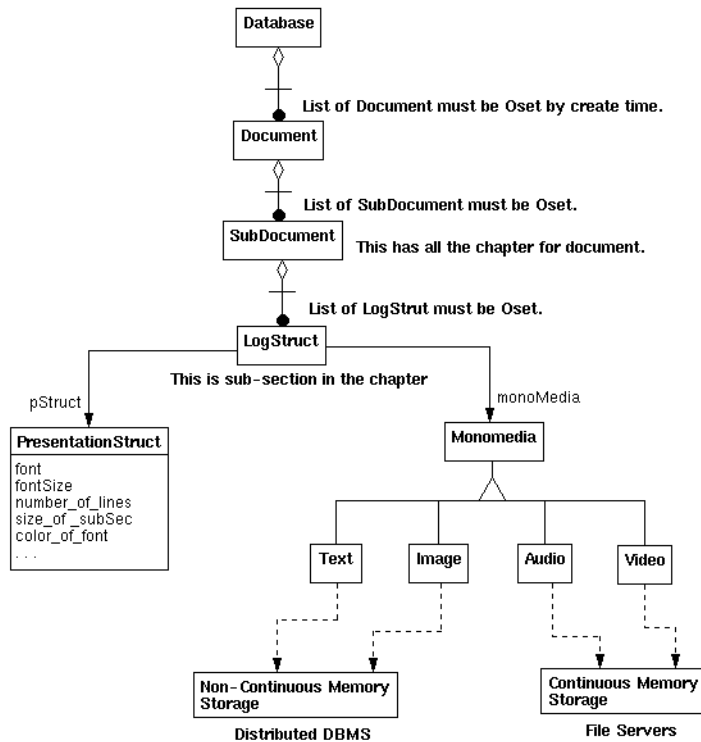 Database
List of Document must be Oset by create time.
Document
List of SubDocument must be Oset.
SubDocument
This has all the chapter for document.
List of LogStrut must be Oset.
LogStruct
This is sub-section in the chapter
pStruct
monoMedia
PresentationStruct
font
fontSize
number_of_lines
size_of _subSec
color_of_font
. . .
Monomedia
Text
Image
Audio
Video
Non-Continuous Memory
Storage
Distributed DBMS
Continuous Memory
Storage
File Servers